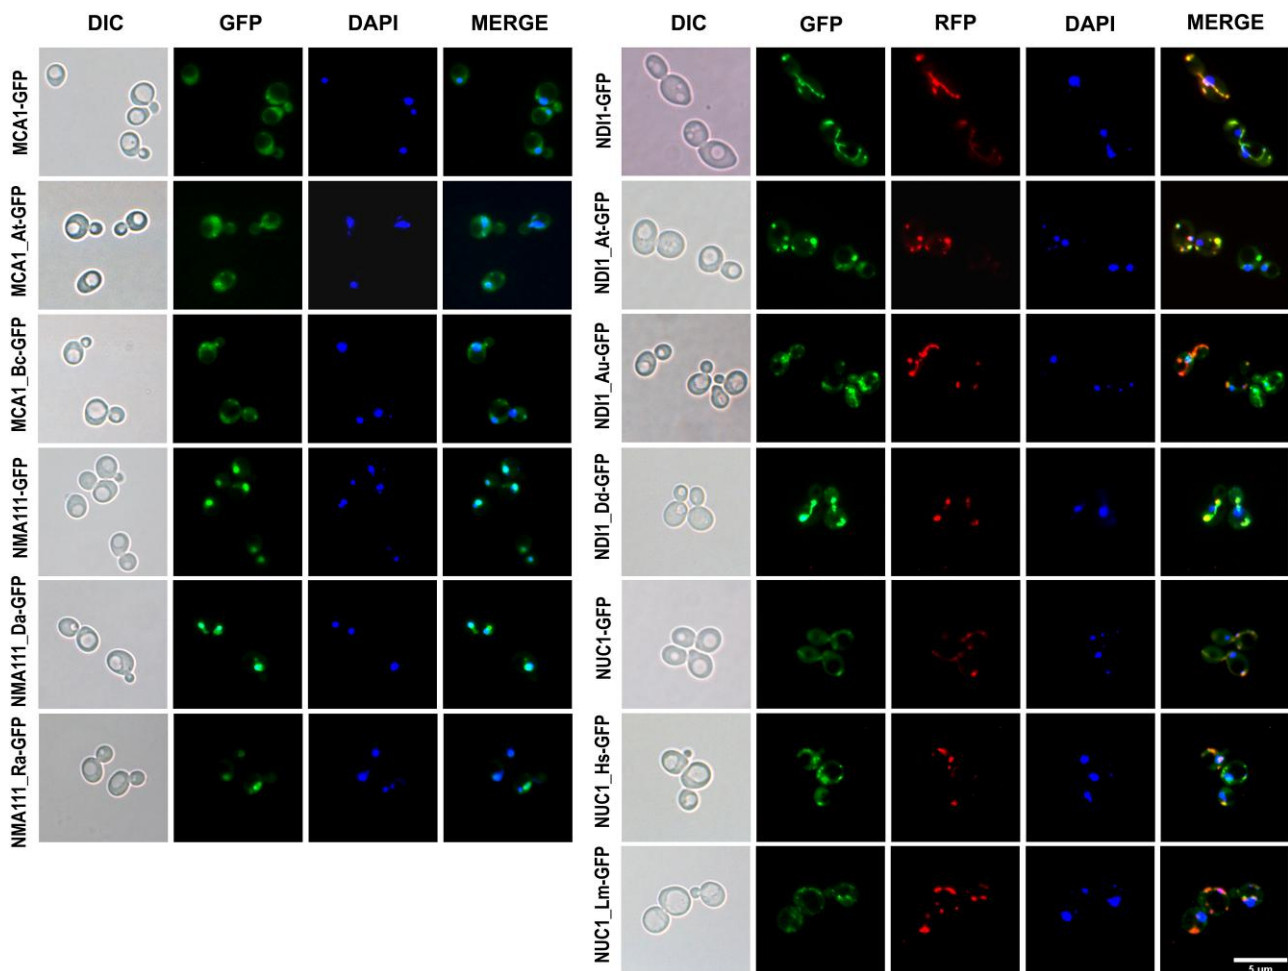 DIC GFP DAPI MERGE
MCA1-GFP
MCA1_At-GFP
MCA1_Bc-GFP
NMA111-GFP
NMA111_Da-GFP
NMA111_Ra-GFP
DIC GFP RFP DAPI MERGE
NDI1-GFP
NDI1_At-GFP
NDI1_Au-GFP
NDI1_Dd-GFP
NUC1-GFP
NUC1_Hs-GFP
NUC1_Lm-GFP
5 µm